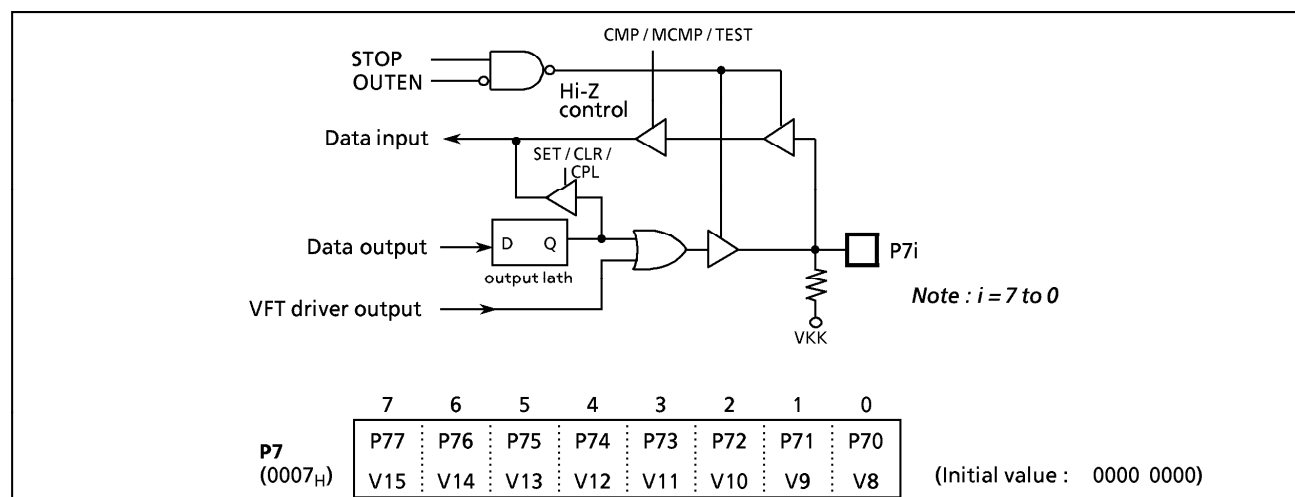 CMP / MCMP / TEST
STOP
OUTEN
Hi-Z
control
Data input
SET / CLR /
CPL
Data output
D Q
output lath
P7i
VFT driver output
Note : i = 7 to 0
VKK
7 6 5 4 3 2 1 0
P7
(0007H)
P77 P76 P75 P74 P73 P72 P71 P70
V15 V14 V13 V12 V11 V10 V9 V8
(Initial value : 0000 0000)